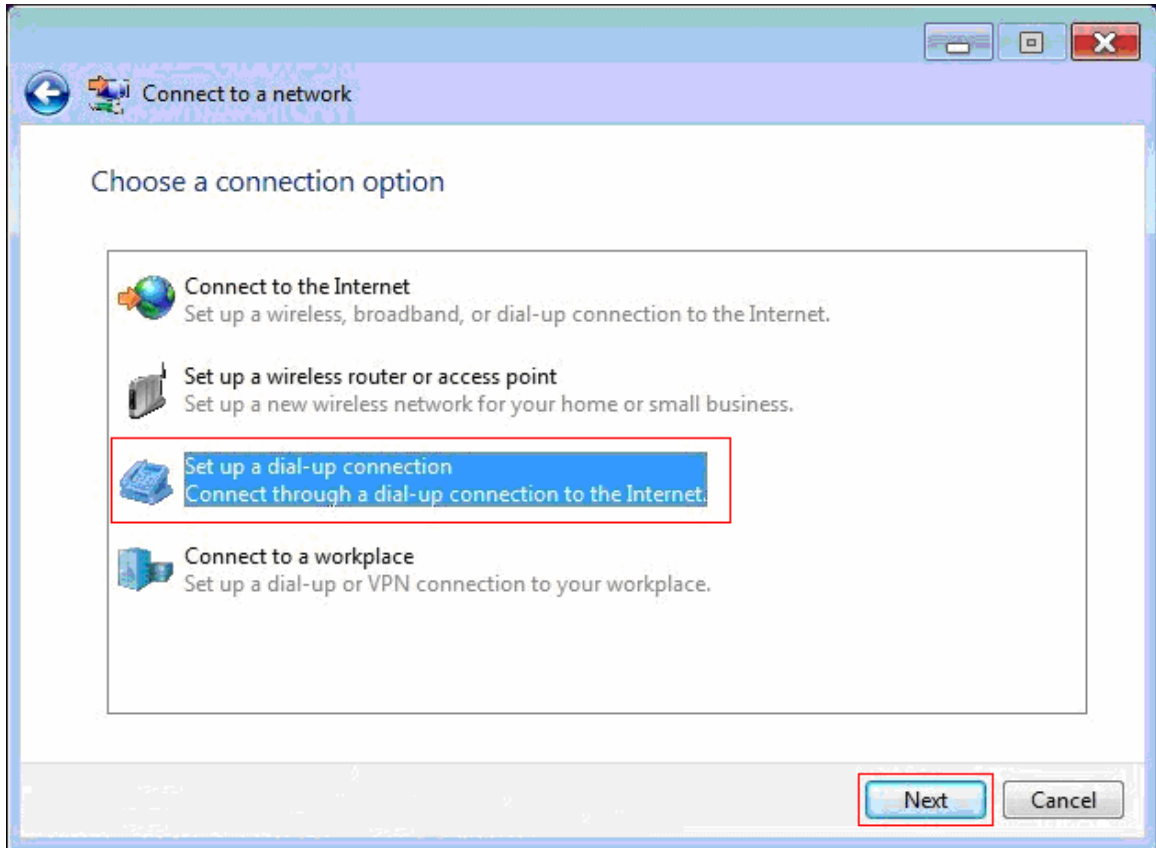 Connect to a network
Choose a connection option
Connect to the Internet
Set up a wireless, broadband, or dial-up connection to the Internet.
Set up a wireless router or access point
Set up a new wireless network for your home or small business.
Set up a dial-up connection
Connect through a dial-up connection to the Internet.
Connect to a workplace
Set up a dial-up or VPN connection to your workplace.
Next Cancel